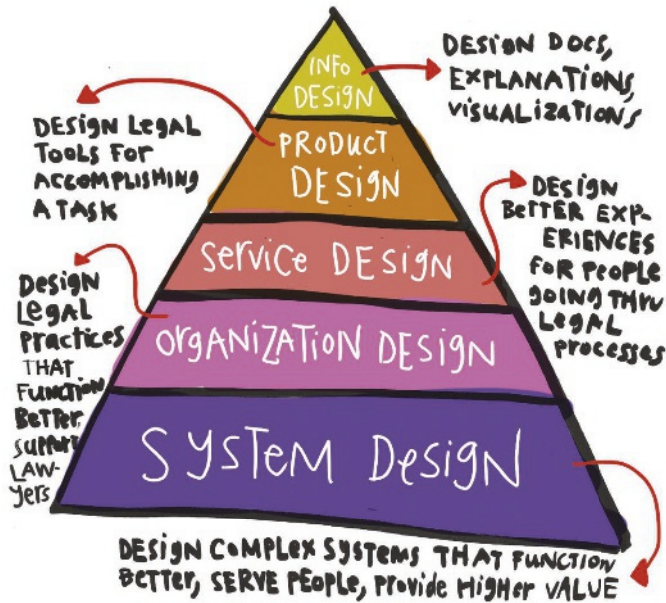 INFO
DESIGN
DESIGN DOCS,
EXPLANATIONS,
VISUALIZATIONS
PRODUCT
DESIGN
DESIGN LEGAL
TOOLS FOR
ACCOMPLISHING
A TASK
SERVICE DESIGN
DESIGN
BETTER EXP-
ERIENCES
FOR PEOPLE
GOING THRU
LEGAL
PROCESSES
ORGANIZATION DESIGN
DESIGN
LEGAL
PRACTICES
THAT
FUNCTION
BETTER,
SUPPORT
LAW-
YERS
SYSTEM DESIGN
DESIGN COMPLEX SYSTEMS THAT FUNCTION
BETTER, SERVE PEOPLE, PROVIDE HIGHER VALUE